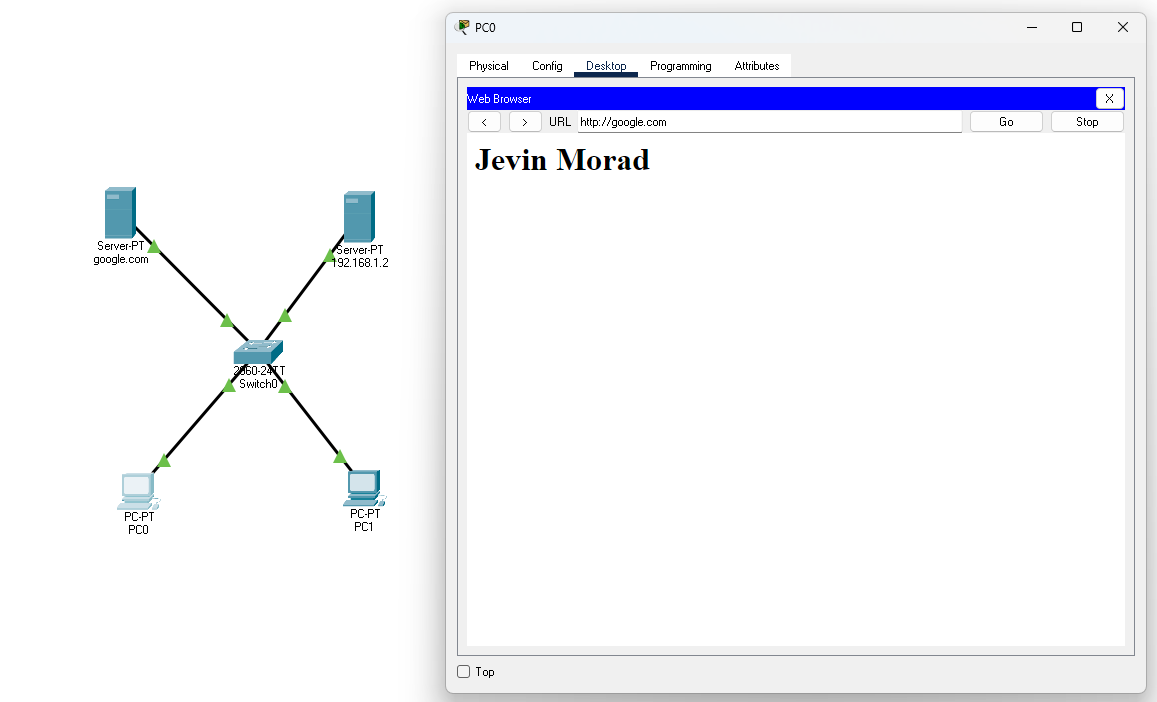 PC0
Physical Config Desktop Programming Attributes
Web Browser
X
< > URL http://google.com Go Stop
Jevin Morad
Server-PT
google.com
Server-PT
192.168.1.2
2960-24TT
Switch0
PC-PT
PC0
PC-PT
PC1
Top